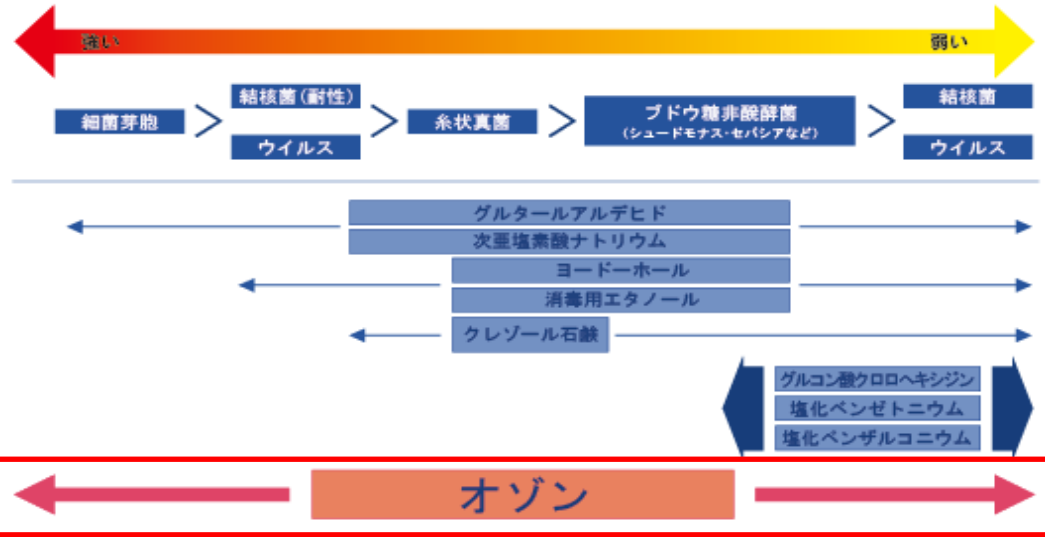 強い
弱い
細菌芽胞
結核菌(耐性)
ウイルス
糸状真菌
ブドウ糖非醗酵菌
(シュードモナス・セパシアなど)
結核菌
ウイルス
グルタールアルデヒド
次亜塩素酸ナトリウム
ヨードーホール
消毒用エタノール
クレゾール石鹸
グルコン酸クロロヘキシジン
塩化ベンゼトニウム
塩化ベンザルコニウム
オゾン